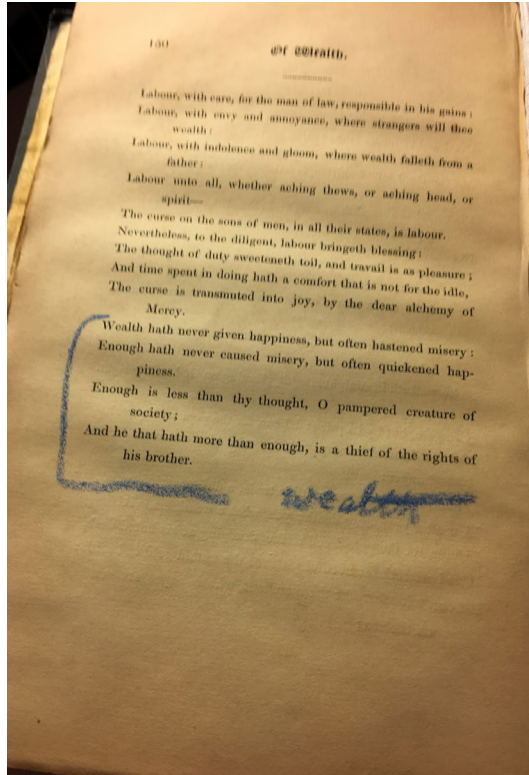 130
Of Wealth.
Labour, with care, for the man of law, responsible in his gains :
Labour, with envy and annoyance, where strangers will thee
wealth :
Labour, with indolence and gloom, where wealth falleth from a
father :
Labour unto all, whether aching thews, or aching head, or
spirit—
The curse on the sons of men, in all their states, is labour.
Nevertheless, to the diligent, labour bringeth blessing :
The thought of duty sweeteneth toil, and travail is as pleasure ;
And time spent in doing hath a comfort that is not for the idle,
The curse is transmuted into joy, by the dear alchemy of
Mercy.
Wealth hath never given happiness, but often hastened misery :
Enough hath never caused misery, but often quickened hap-
piness.
Enough is less than thy thought, O pampered creature of
society ;
And he that hath more than enough, is a thief of the rights of
his brother.